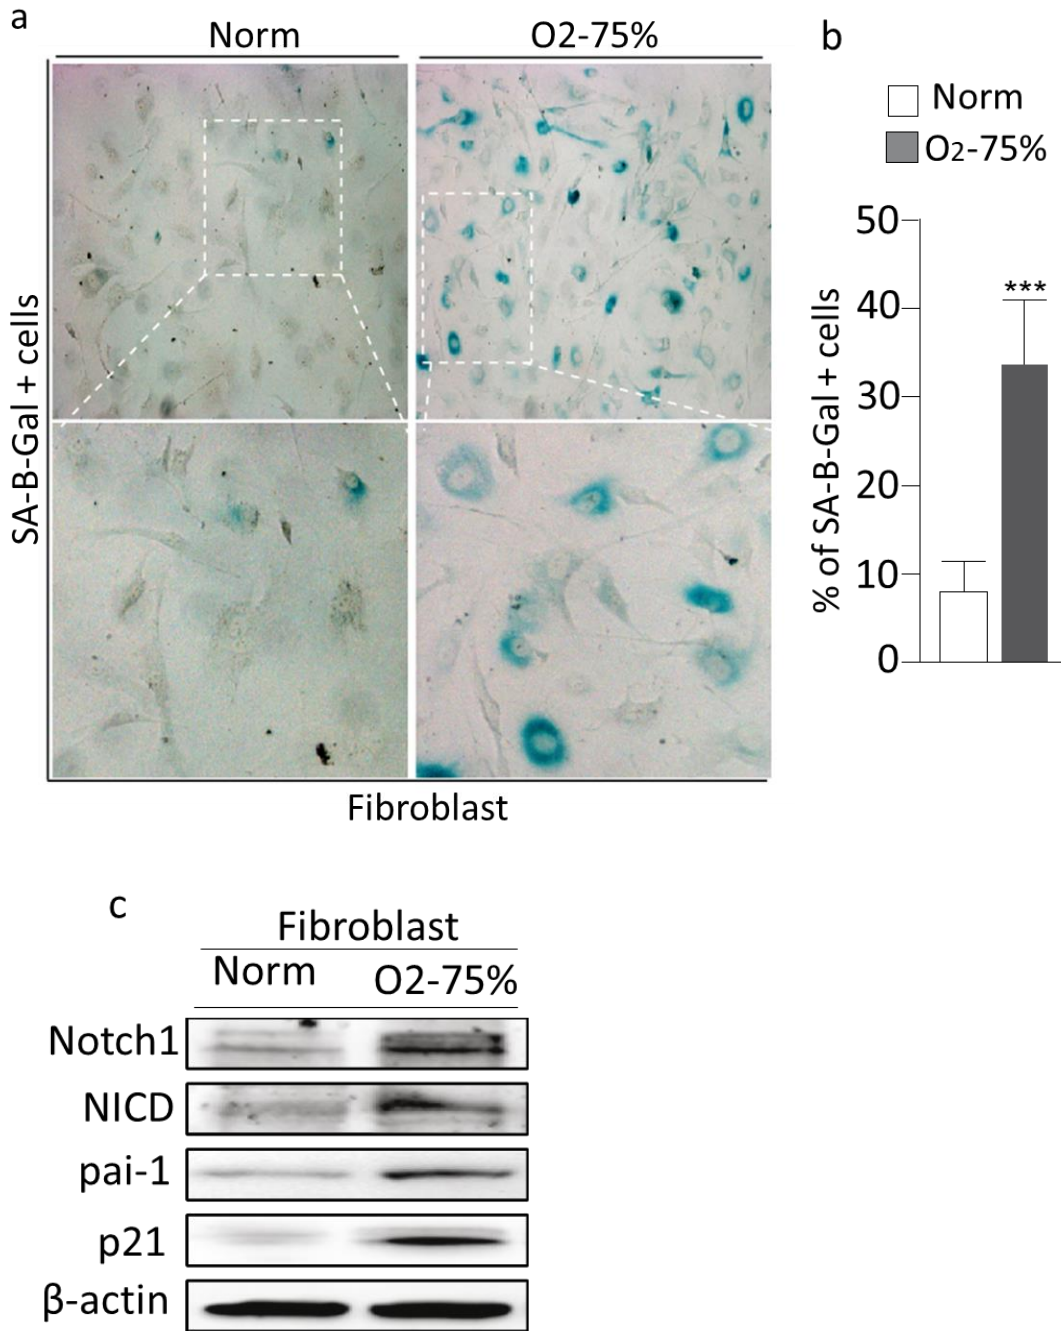 a
Norm
O2-75%
SA-B-Gal + cells
Fibroblast
b
Norm
O2-75%
% of SA-B-Gal + cells
50
40
30
20
10
0
***
c
Fibroblast
Norm
O2-75%
Notch1
NICD
pai-1
p21
β-actin